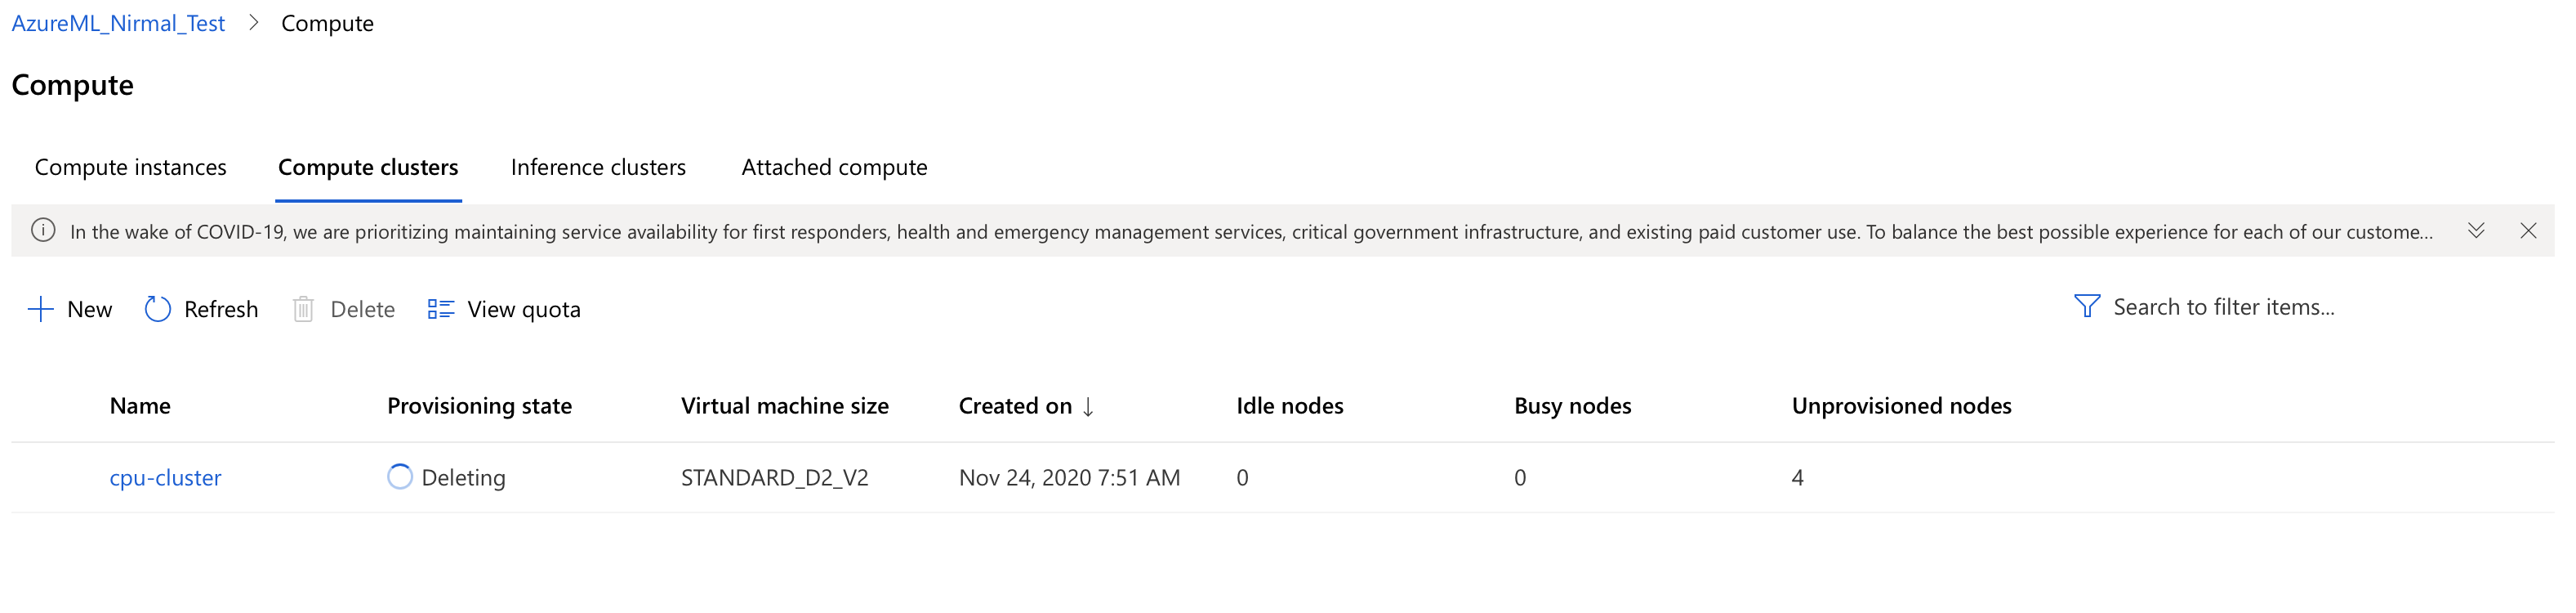 AzureML_Nirmal_Test > Compute
Compute
Compute instances Compute clusters Inference clusters Attached compute
In the wake of COVID-19, we are prioritizing maintaining service availability for first responders, health and emergency management services, critical government infrastructure, and existing paid customer use. To balance the best possible experience for each of our custome...
New Refresh Delete View quota Search to filter items...
Name Provisioning state Virtual machine size Created on ↓ Idle nodes Busy nodes Unprovisioned nodes
cpu-cluster Deleting STANDARD_D2_V2 Nov 24, 2020 7:51 AM 0 0 4